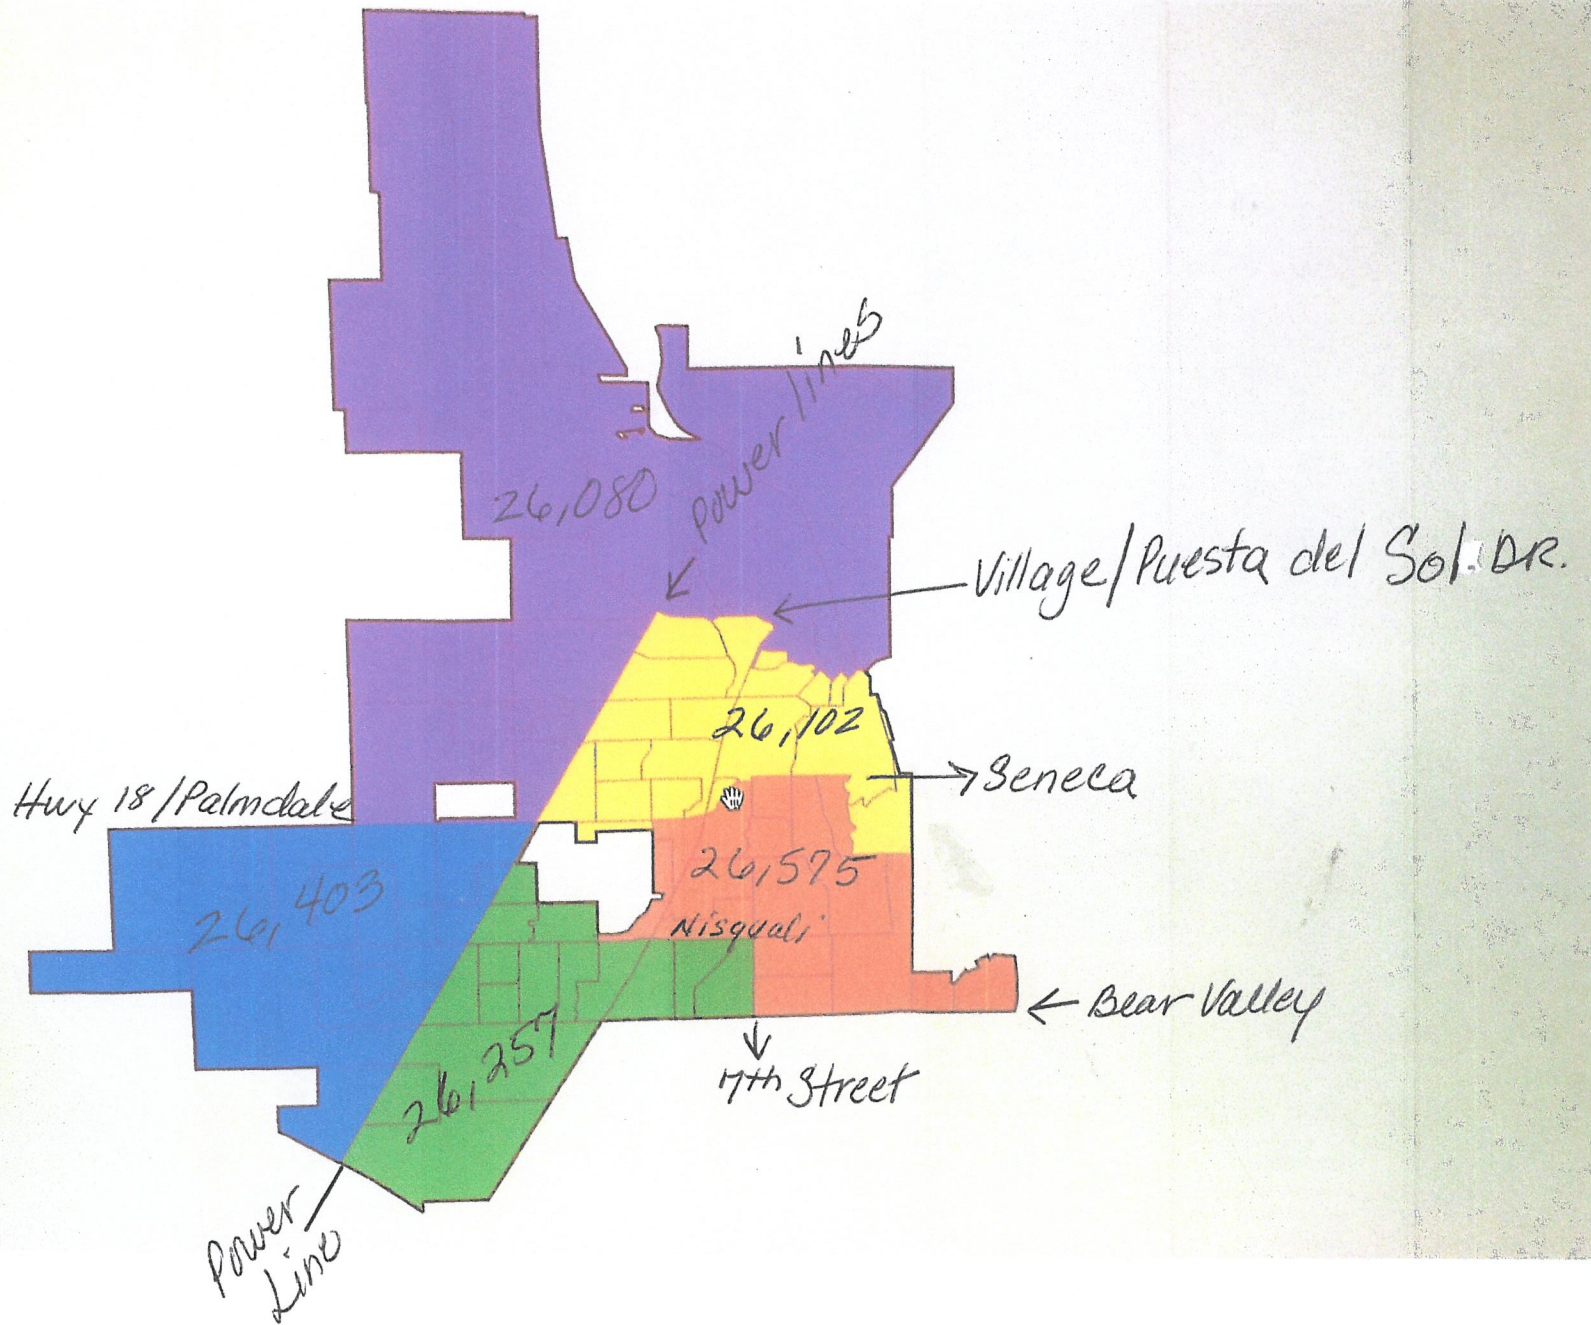 Power lines
26,080
Village/Puesta del Sol. DR.
26,102
Seneca
Hwy 18/Palmdale
26,575
26,403
Nisquali
Bear Valley
26,257
7th Street
Power
Line